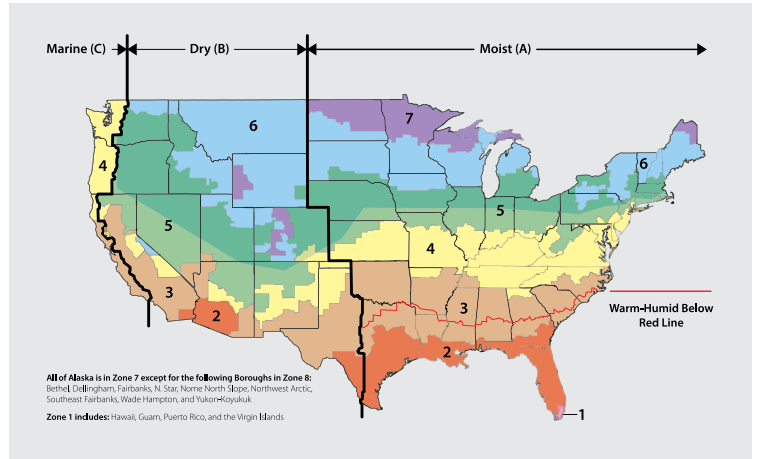 Marine (C)
Dry (B)
Moist (A)
7
6
4
6
5
5
4
3
3
2
2
1
Warm-Humid Below
Red Line
All of Alaska is in Zone 7 except for the following Boroughs in Zone 8:
Bethel, Dellingham, Fairbanks, N. Star, Nome North Slope, Northwest Arctic,
Southeast Fairbanks, Wade Hampton, and Yukon-Koyukuk
Zone 1 includes: Hawaii, Guam, Puerto Rico, and the Virgin Islands